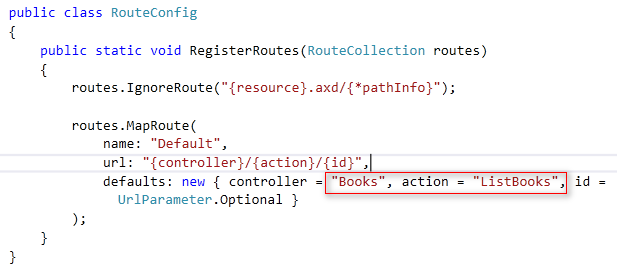 public class RouteConfig
{
    public static void RegisterRoutes(RouteCollection routes)
    {
        routes.IgnoreRoute("{resource}.axd/{*pathInfo}");

        routes.MapRoute(
            name: "Default",
            url: "{controller}/{action}/{id}",
            defaults: new { controller = "Books", action = "ListBooks", id =
              UrlParameter.Optional }
        );
    }
}